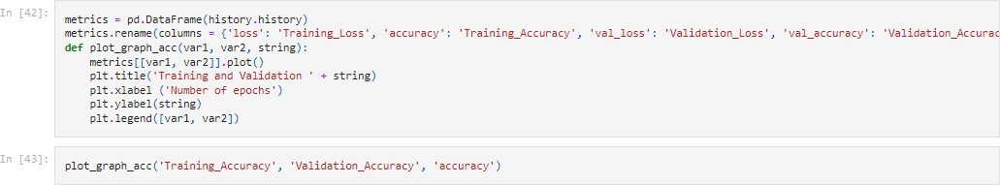 In [42]:
metrics = pd.DataFrame(history.history)
metrics.rename(columns = {'loss': 'Training_Loss', 'accuracy': 'Training_Accuracy', 'val_loss': 'Validation_Loss', 'val_accuracy': 'Validation_Accurac
def plot_graph_acc(var1, var2, string):
    metrics[[var1, var2]].plot()
    plt.title('Training and Validation ' + string)
    plt.xlabel ('Number of epochs')
    plt.ylabel(string)
    plt.legend([var1, var2])
In [43]:
plot_graph_acc('Training_Accuracy', 'Validation_Accuracy', 'accuracy')